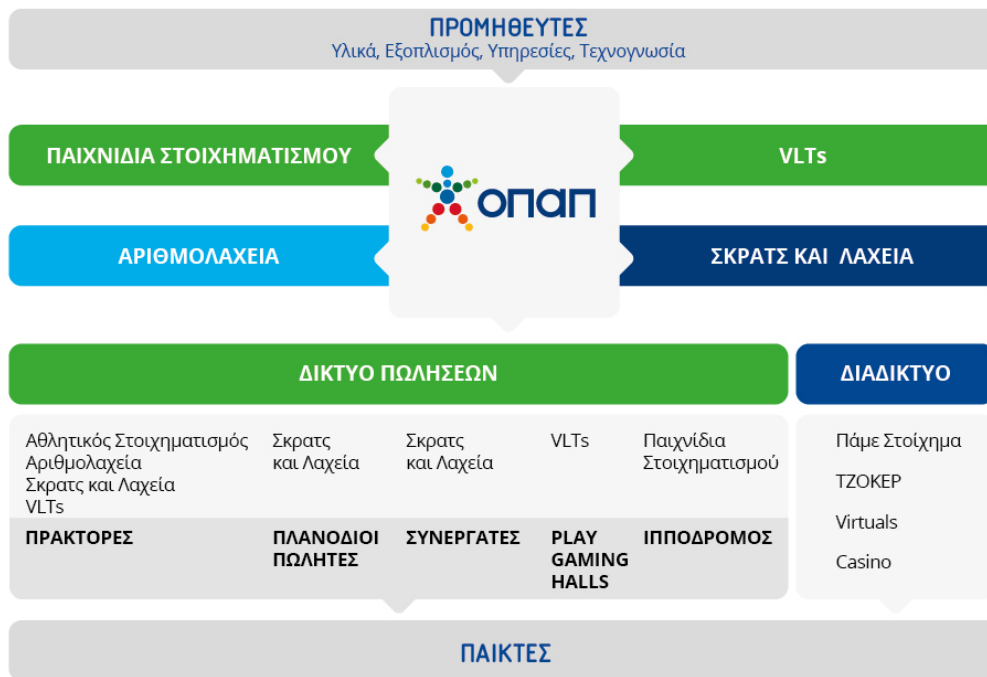 ΠΡΟΜΗΘΕΥΤΕΣ
Υλικά, Εξοπλισμός, Υπηρεσίες, Τεχνογνωσία
ΠΑΙΧΝΙΔΙΑ ΣΤΟΙΧΗΜΑΤΙΣΜΟΥ
VLTs
οπαπ
ΑΡΙΘΜΟΛΑΧΕΙΑ
ΣΚΡΑΤΣ ΚΑΙ ΛΑΧΕΙΑ
ΔΙΚΤΥΟ ΠΩΛΗΣΕΩΝ
Αθλητικός Στοιχηματισμός
Αριθμολαχεία
Σκρατς και Λαχεία
VLTs
ΠΡΑΚΤΟΡΕΣ
Σκρατς
και Λαχεία
ΠΛΑΝΟΔΙΟΙ
ΠΩΛΗΤΕΣ
Σκρατς
και Λαχεία
ΣΥΝΕΡΓΑΤΕΣ
VLTs
PLAY
GAMING
HALLS
Παιχνίδια
Στοιχηματισμού
ΙΠΠΟΔΡΟΜΟΣ
ΔΙΑΔΙΚΤΥΟ
Πάμε Στοίχημα
ΤΖΟΚΕΡ
Virtuals
Casino
ΠΑΙΚΤΕΣ